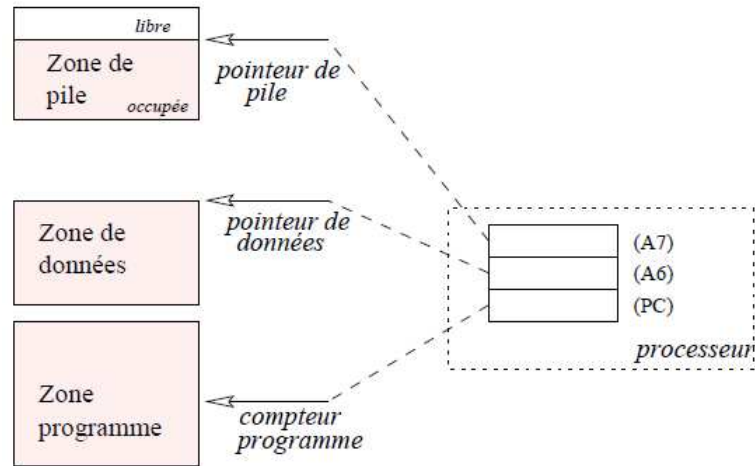 libre
Zone de
pile
occupée
pointeur de
pile
Zone de
données
pointeur de
données
(A7)
(A6)
(PC)
processeur
Zone
programme
compteur
programme